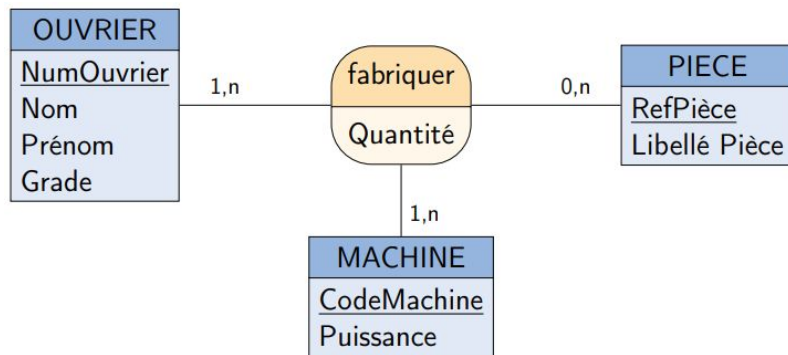 OUVRIER
NumOuvrier
Nom
Prénom
Grade
1,n
fabriquer
Quantité
0,n
PIECE
RefPièce
Libellé Pièce
1,n
MACHINE
CodeMachine
Puissance